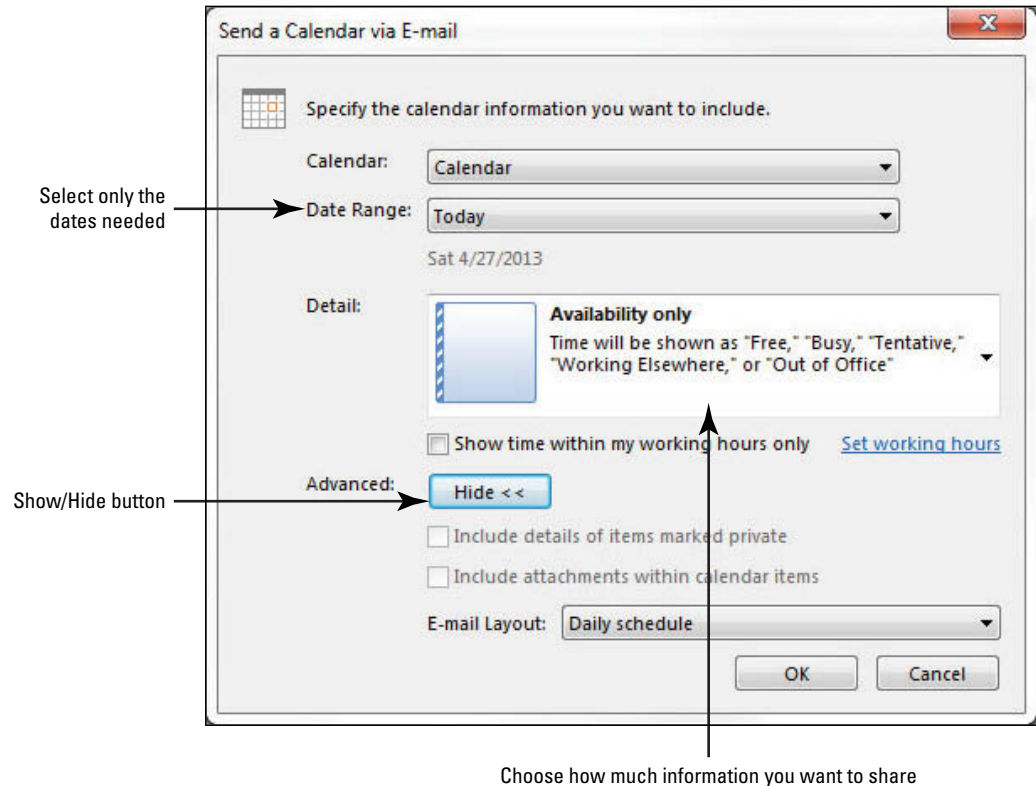 Send a Calendar via E-mail
x
Specify the calendar information you want to include.
Calendar:
Calendar
Select only the
dates needed
Date Range:
Today
Sat 4/27/2013
Detail:
Availability only
Time will be shown as "Free," "Busy," "Tentative,"
"Working Elsewhere," or "Out of Office"
Show time within my working hours only
Set working hours
Show/Hide button
Advanced:
Hide <<
Include details of items marked private
Include attachments within calendar items
E-mail Layout:
Daily schedule
OK
Cancel
Choose how much information you want to share